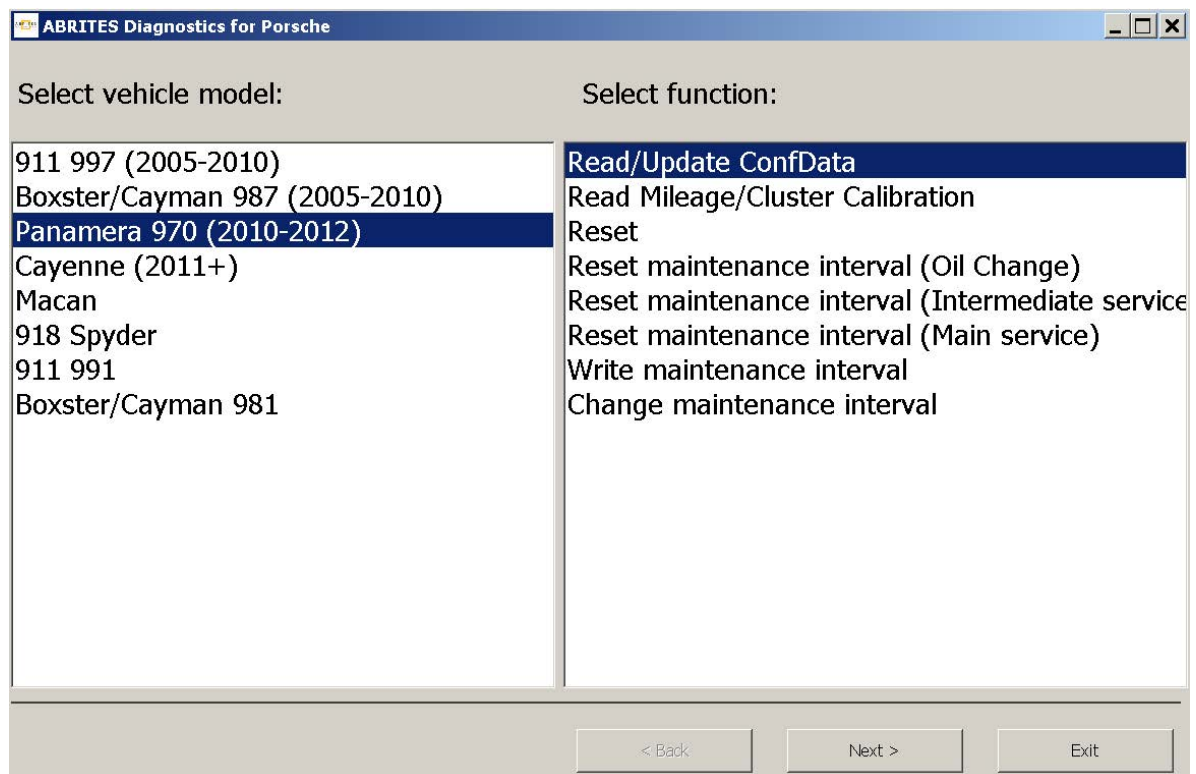 ABRITES Diagnostics for Porsche
Select vehicle model:
Select function:
911 997 (2005-2010)
Boxster/Cayman 987 (2005-2010)
Panamera 970 (2010-2012)
Cayenne (2011+)
Macan
918 Spyder
911 991
Boxster/Cayman 981
Read/Update ConfData
Read Mileage/Cluster Calibration
Reset
Reset maintenance interval (Oil Change)
Reset maintenance interval (Intermediate service
Reset maintenance interval (Main service)
Write maintenance interval
Change maintenance interval
< Back
Next >
Exit